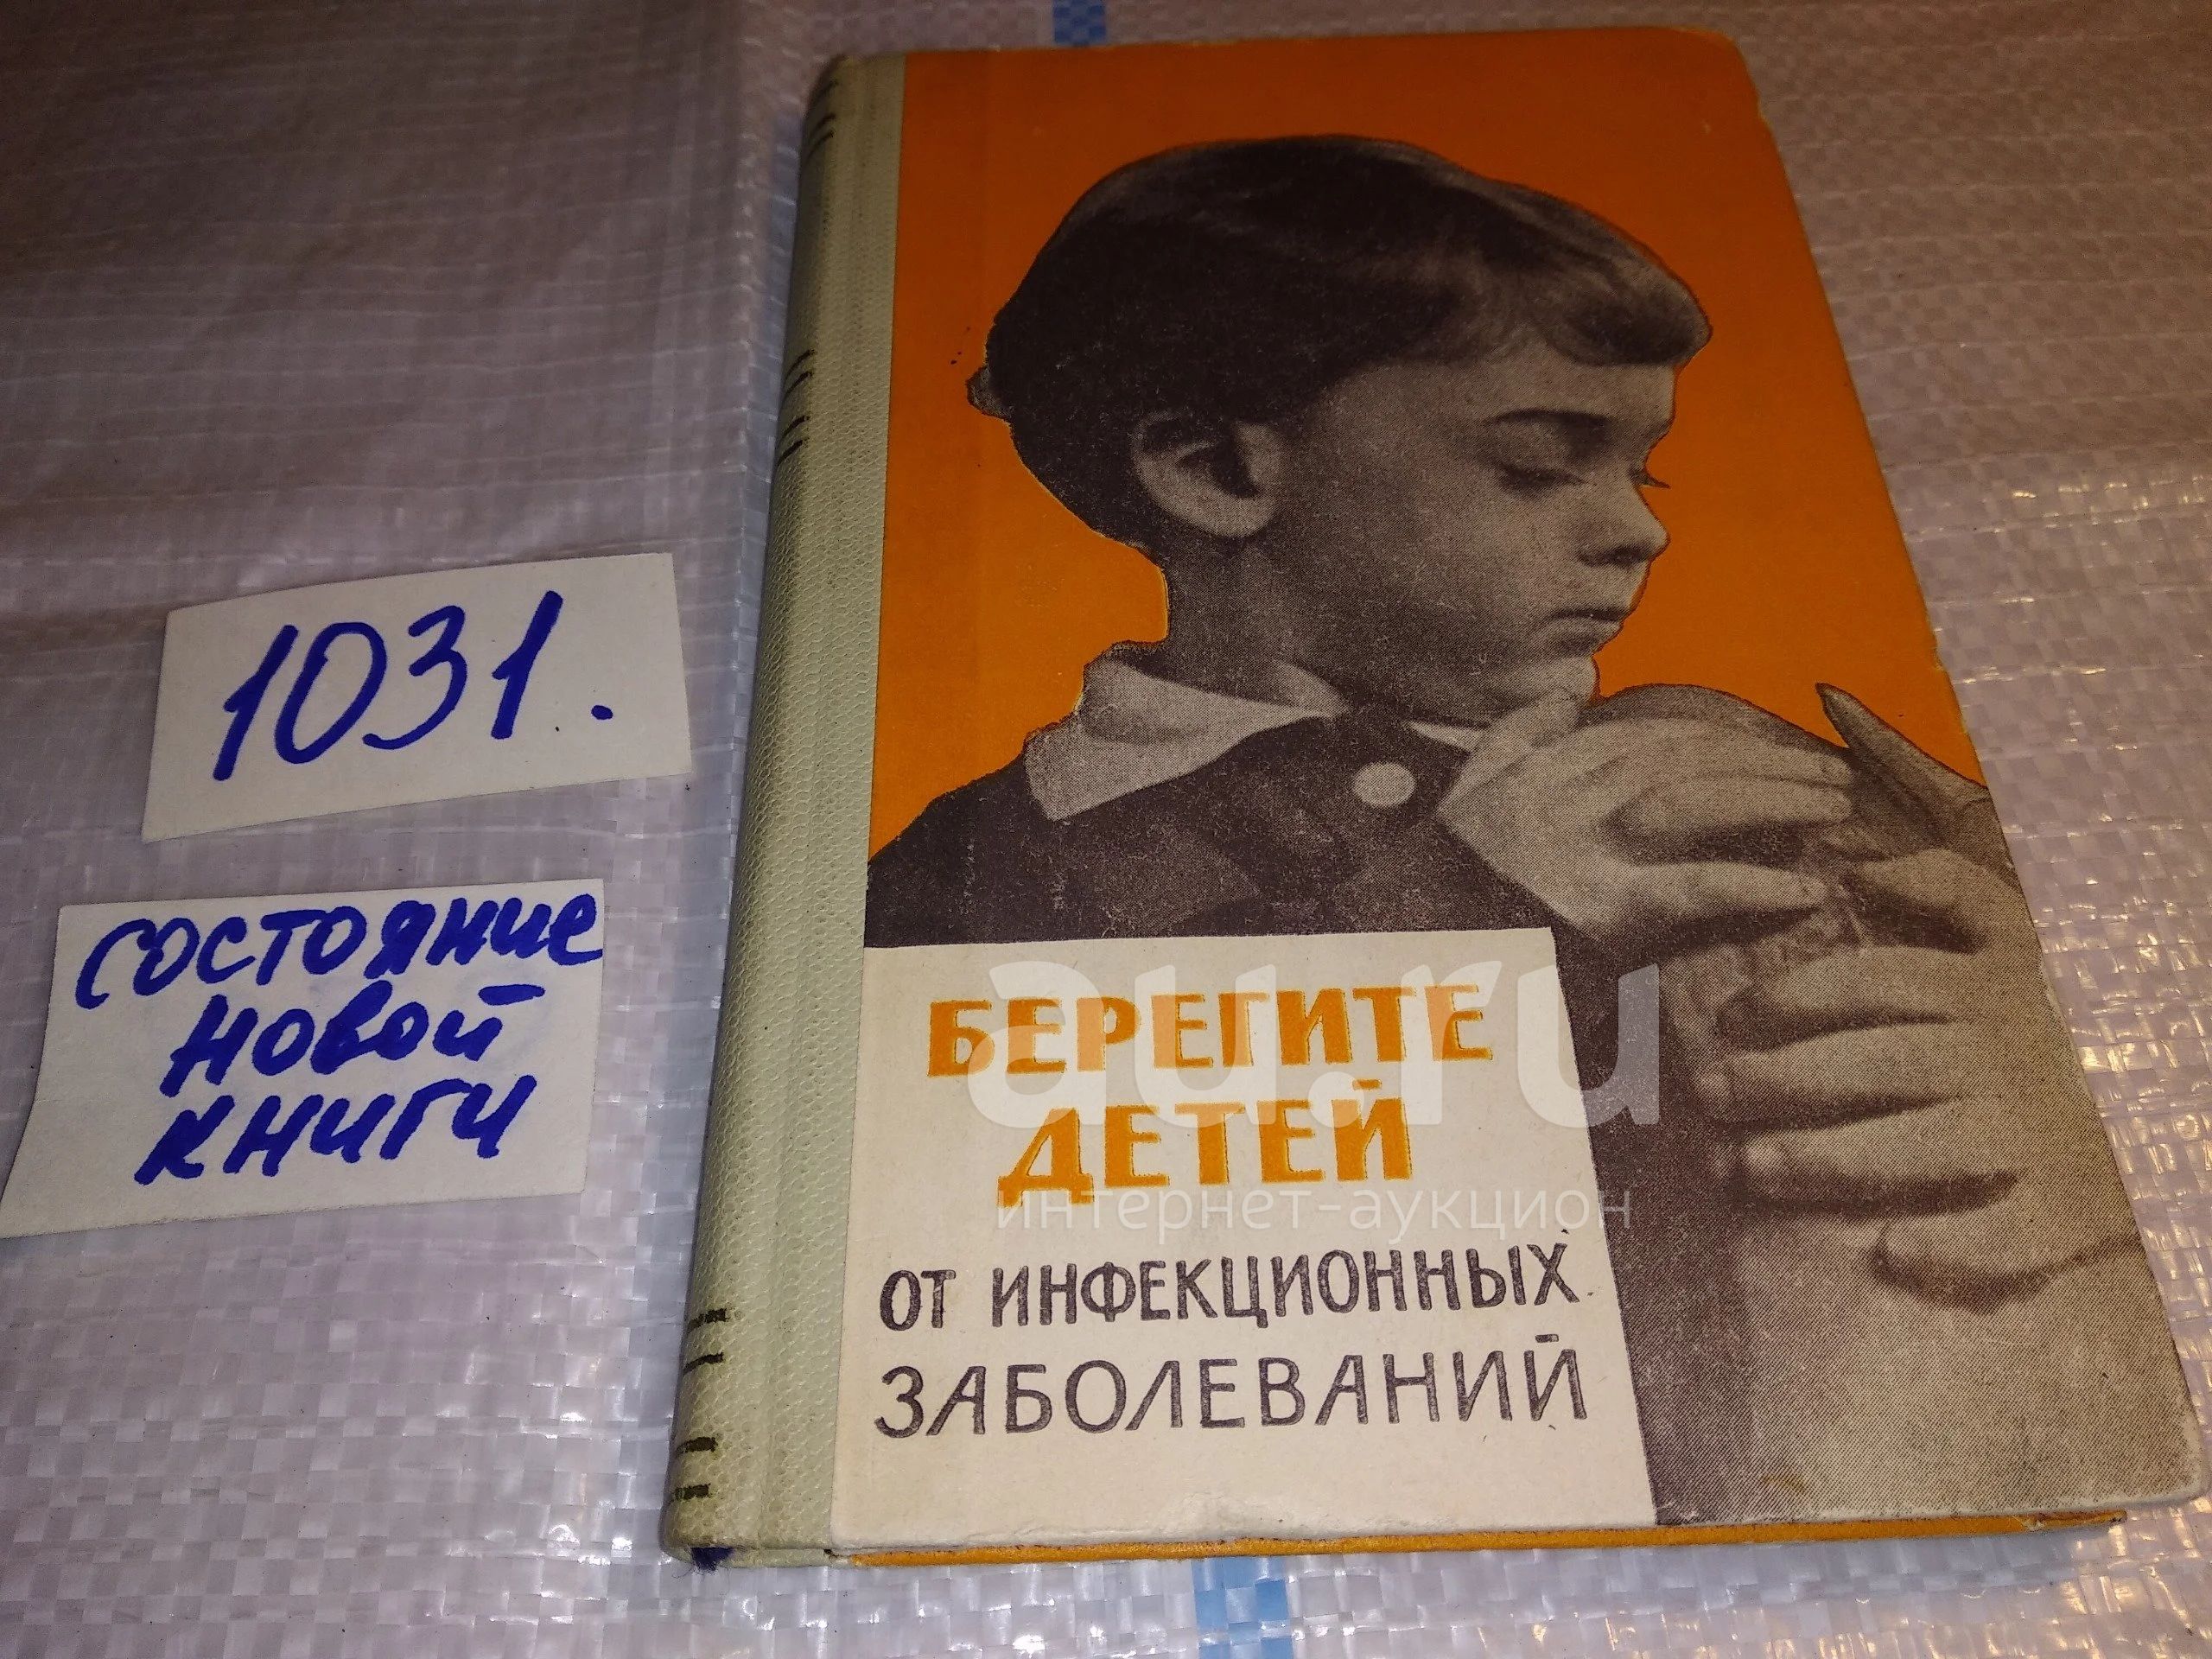 1031.
состояние
новой
книги
БЕРЕГИТЕ
ДЕТЕЙ
ОТ ИНФЕКЦИОННЫХ
ЗАБОЛЕВАНИЙ
au.ru
интернет-аукцион